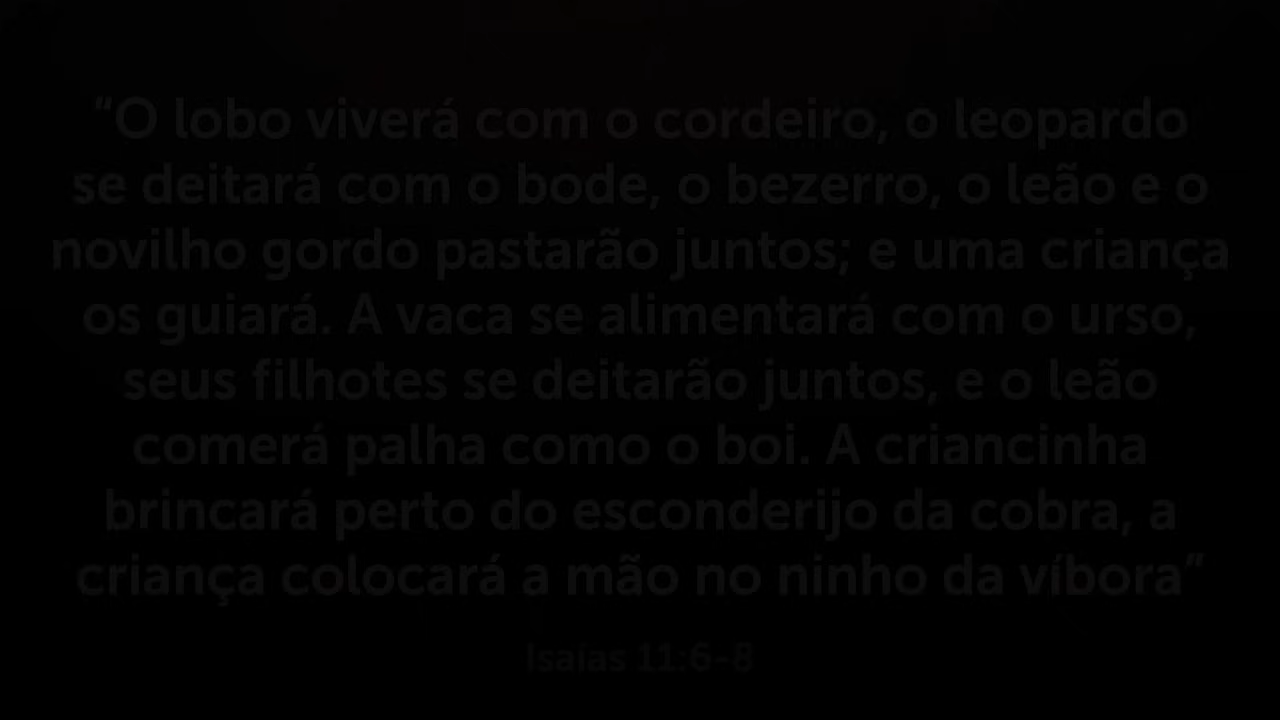 "O lobo viverá com o cordeiro, o leopardo
se deitará com o bode, o bezerro, o leão e o
novilho gordo pastarão juntos; e uma criança
os guiará. A vaca se alimentará com o urso,
seus filhotes se deitarão juntos, e o leão
comerá palha como o boi. A criancinha
brincará perto do esconderijo da cobra, a
criança colocará a mão no ninho da víbora"
Isaías 11:6-8